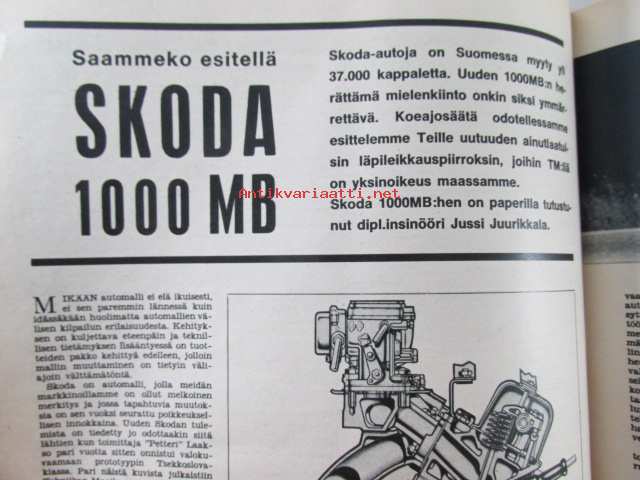 Saammeko esitellä
SKODA
1000 MB
Skoda-autoja on Suomessa myyty yli
37.000 kappaletta. Uuden 1000MB:n he-
rättämä mielenkiinto onkin siksi ymmär-
rettävä. Koeajosäätä odotellessamme
esittelemme Teille uutuuden ainutlaatui-
sin läpileikkauspiirroksin, joihin TM:llä
on yksinoikeus maassamme.
Skoda 1000MB:hen on paperilla tutustu-
nut dipl.insinööri Jussi Juurikkala.
Antikvariaatti.net
MIKAAN automalli ei elä ikuisesti,
ei sen paremmin lännessä kuin
idässäkään huolimatta automallien vä-
lisen kilpailun erilaisuudesta. Kehityk-
sen on kuljettava eteenpäin ja teknil-
lisen tietämyksen lisääntyessä on tuot-
teiden pakko kehittyä edelleen, jolloin
mallin muuttaminen on tietyin väli-
ajoin välttämätöntä.
Skoda on automalli, jolla meidän
markkinoillamme on ollut melkoinen
merkitys ja jossa tapahtuvia muutok-
sia on sen vuoksi seurattu poikkeuksel-
lisen innokkaina. Uuden Skodan tule-
mista on tiedetty jo odottaakin siitä
lähtien kun toimittaja "Petteri" Laak-
so pari vuotta sitten onnistui valoku-
vaamaan prototyypin Tsekkoslova-
kiassa. Pari näistä kuvista julkaistiin